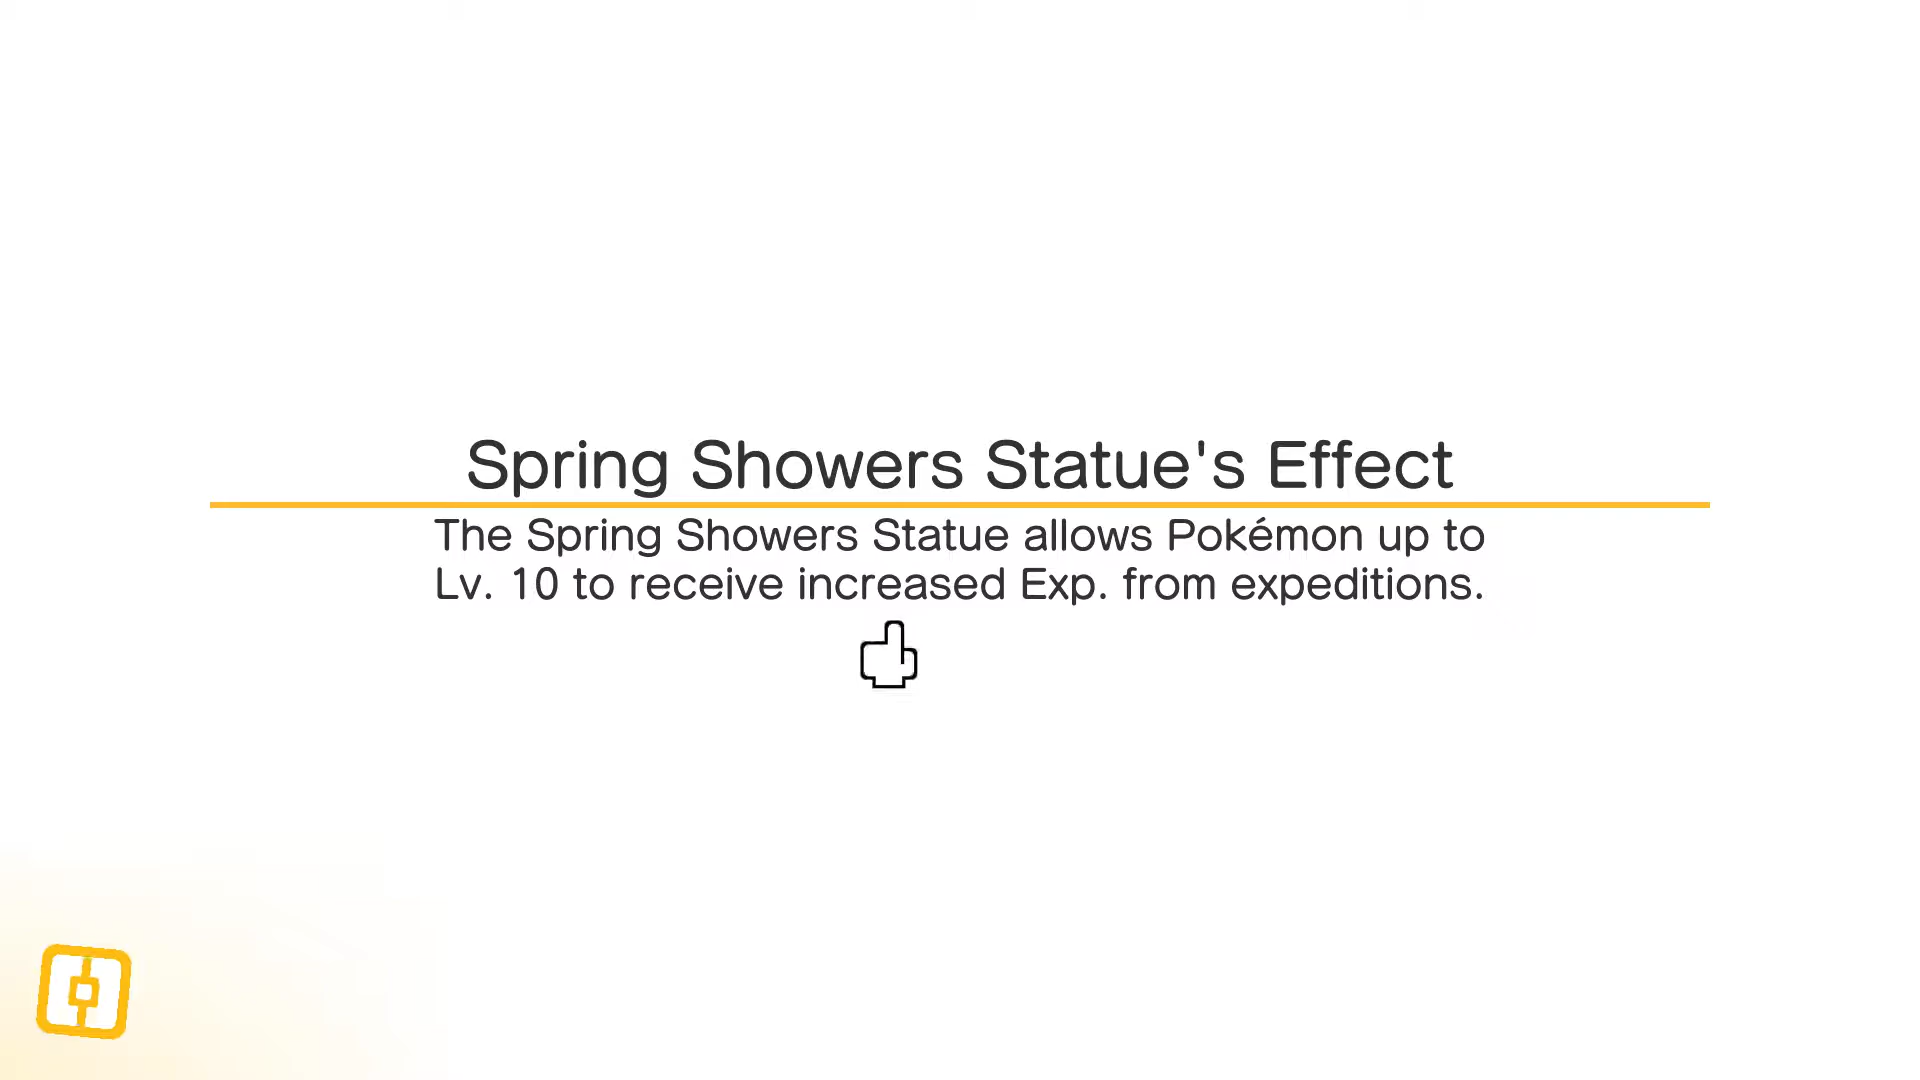 Spring Showers Statue's Effect
The Spring Showers Statue allows Pokémon up to
Lv. 10 to receive increased Exp. from expeditions.